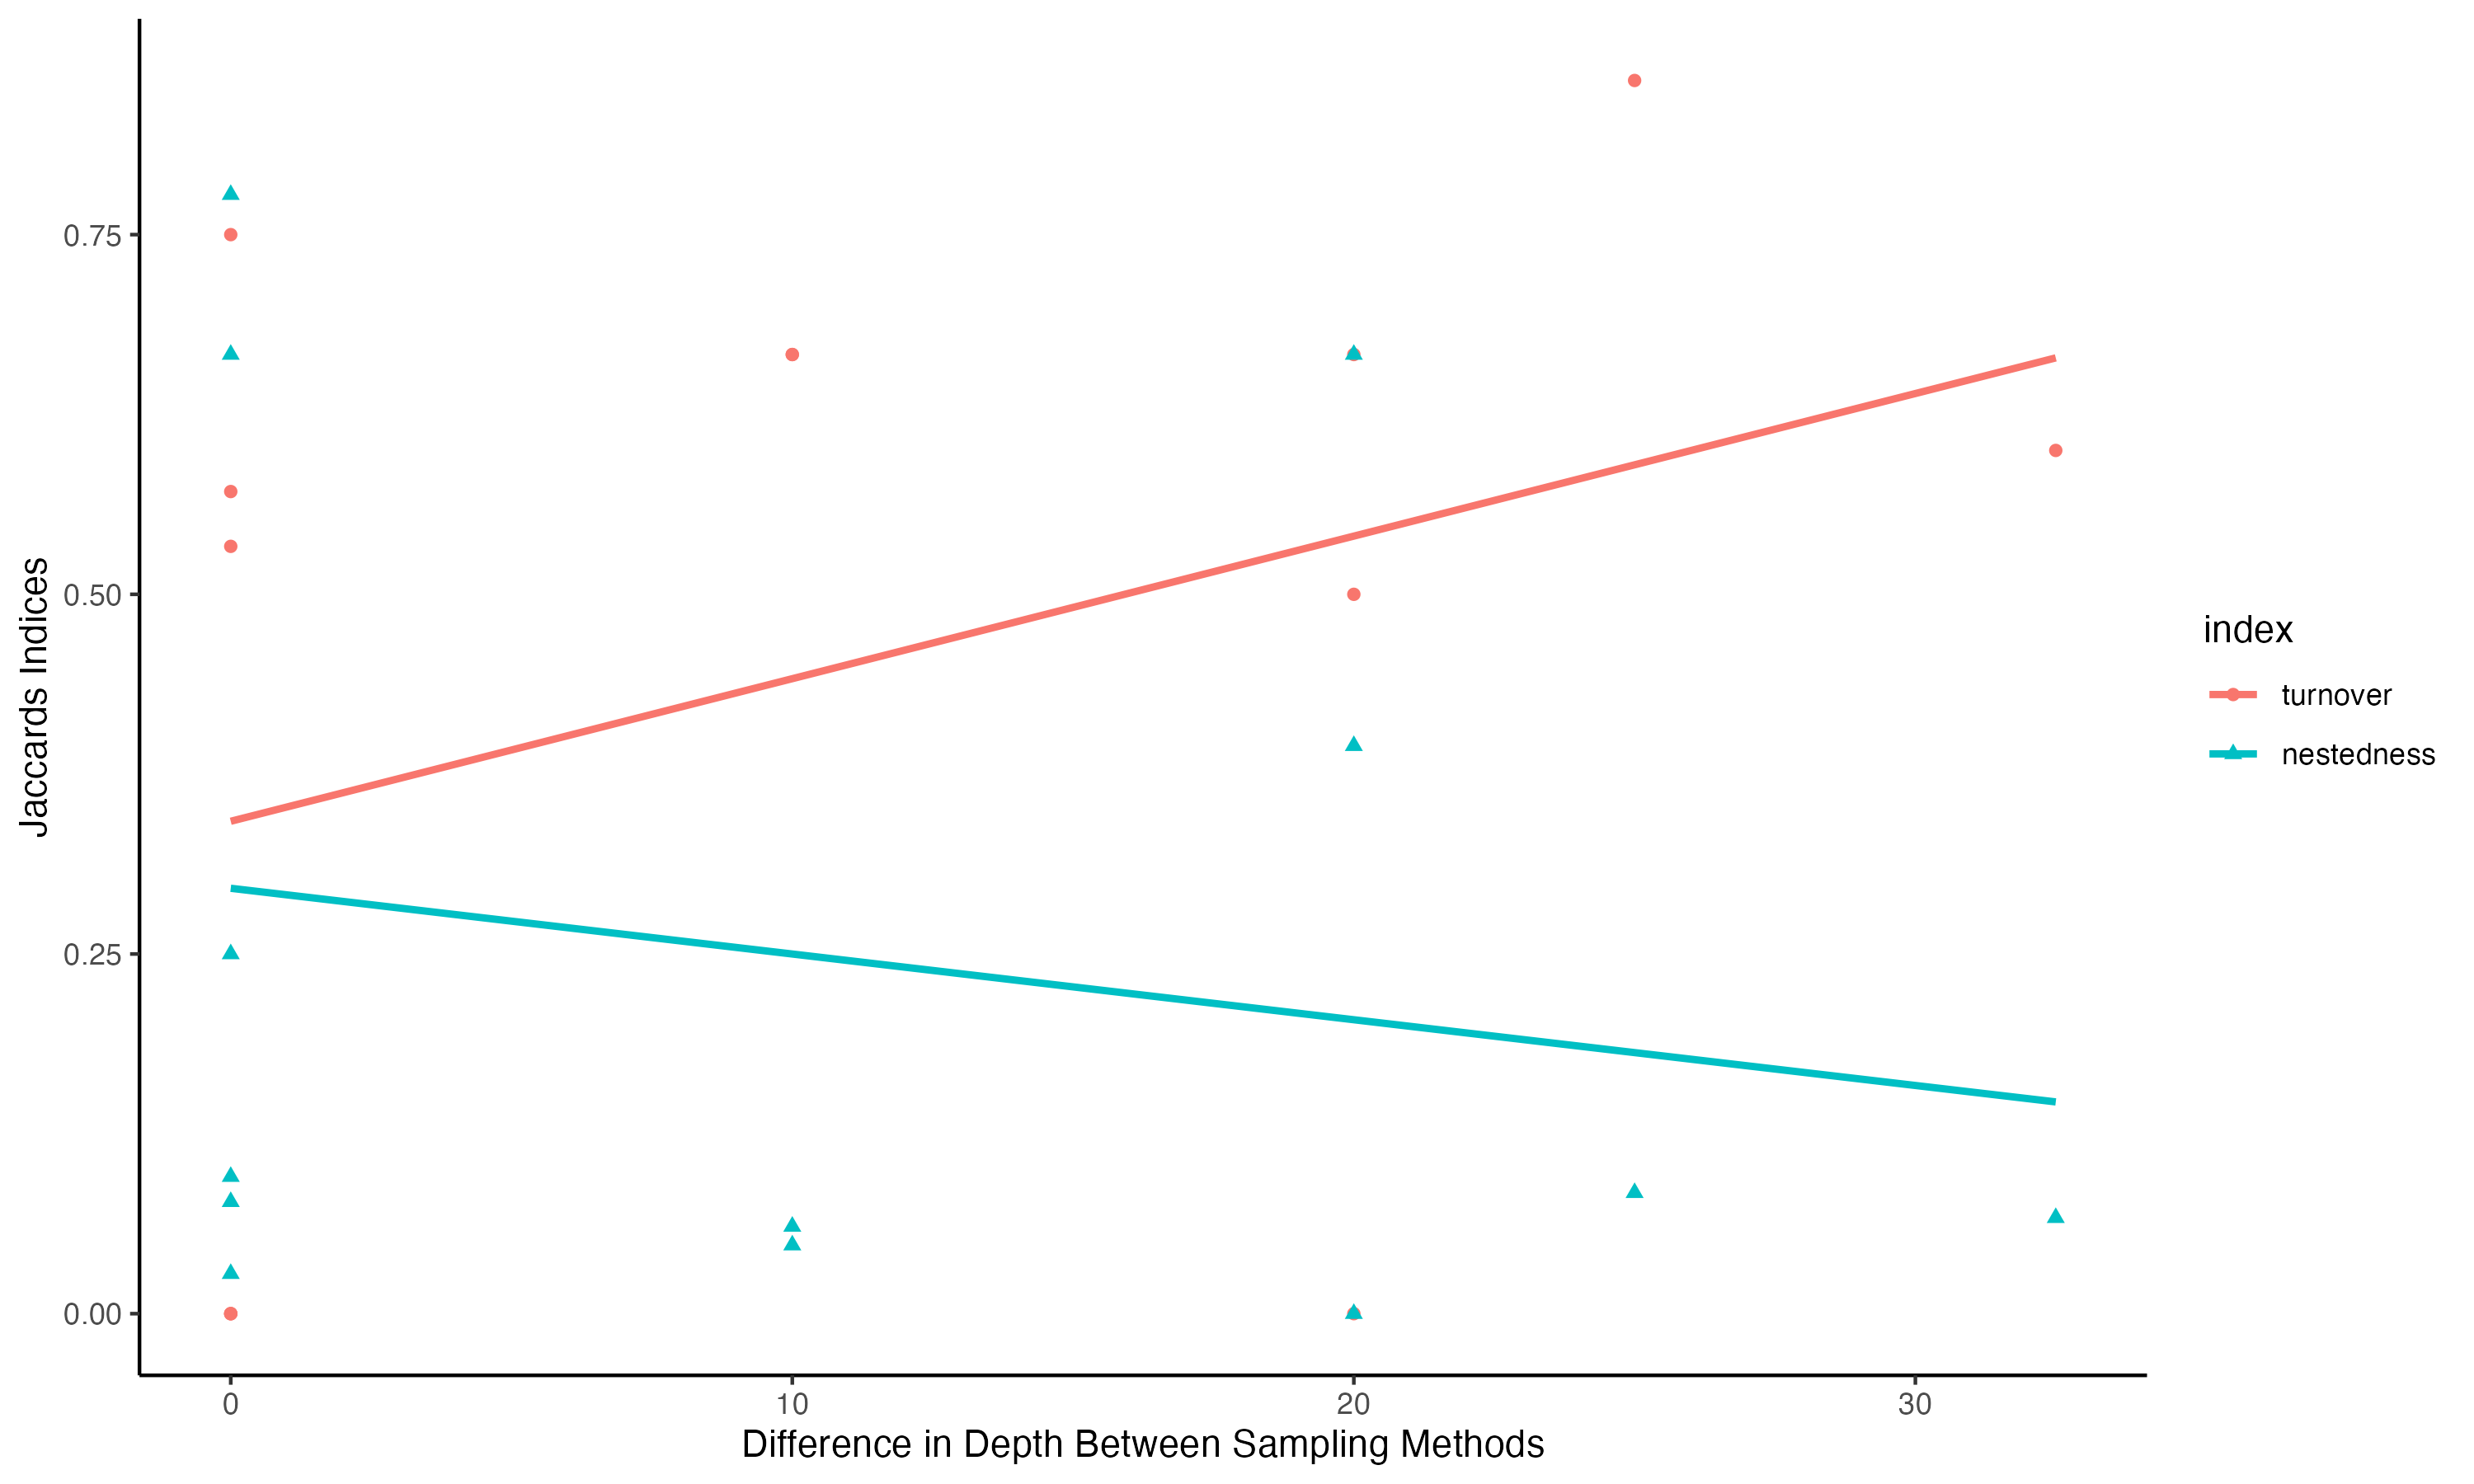 Jaccards Indices
0.75
0.50
0.25
0.00
0 10 20 30
Difference in Depth Between Sampling Methods
index
turnover
nestedness